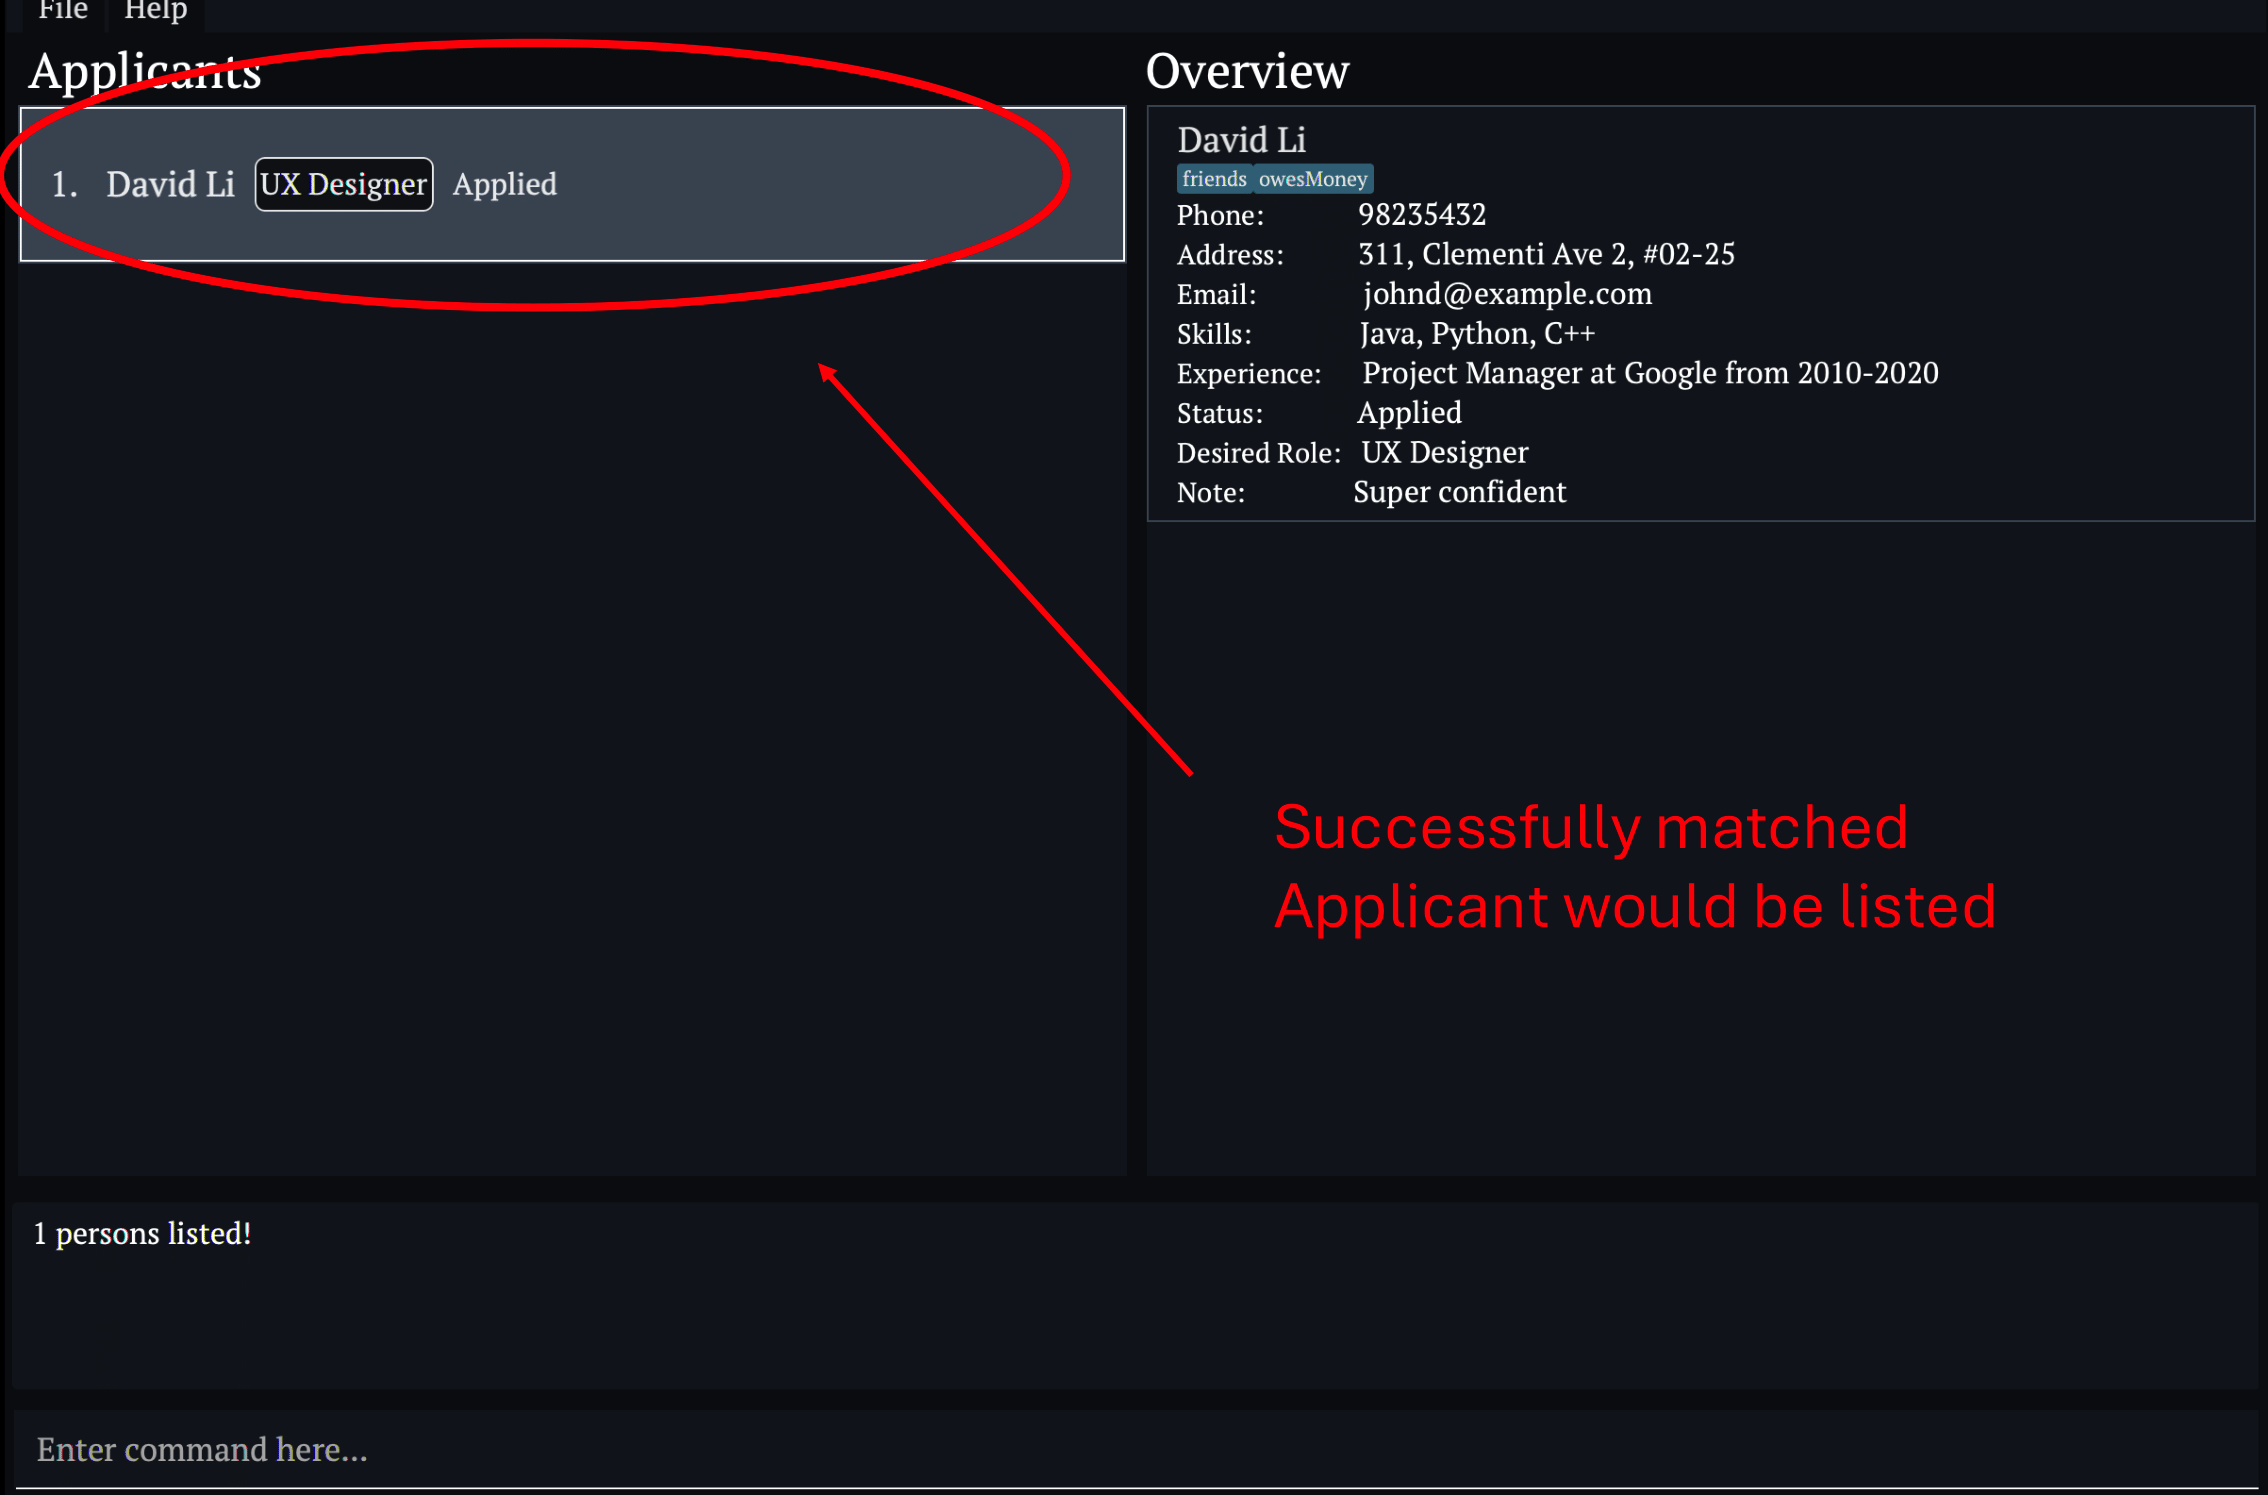 File Help
Applicants
1. David Li UX Designer Applied
Overview
David Li
friends owesMoney
Phone: 98235432
Address: 311, Clementi Ave 2, #02-25
Email: johnd@example.com
Skills: Java, Python, C++
Experience: Project Manager at Google from 2010-2020
Status: Applied
Desired Role: UX Designer
Note: Super confident
Successfully matched
Applicant would be listed
1 persons listed!
Enter command here...